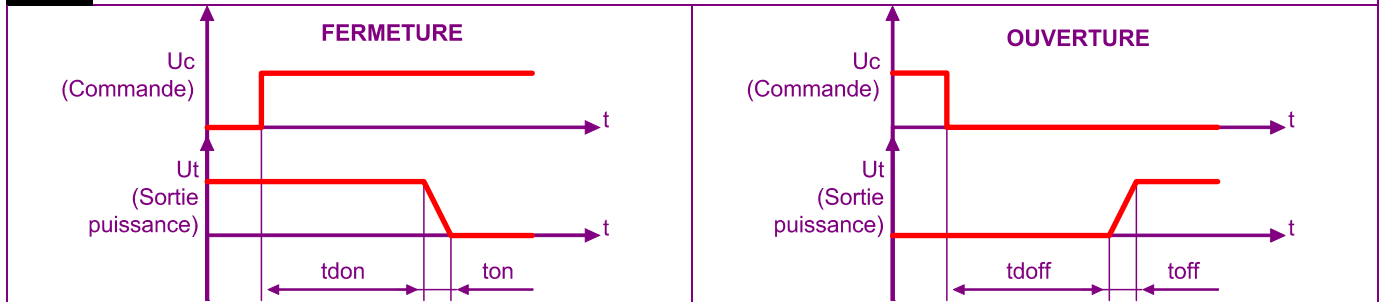 FERMETURE
Uc
(Commande)
t
Ut
(Sortie
puissance)
t
tdon
ton
OUVERTURE
Uc
(Commande)
t
Ut
(Sortie
puissance)
t
tdoff
toff